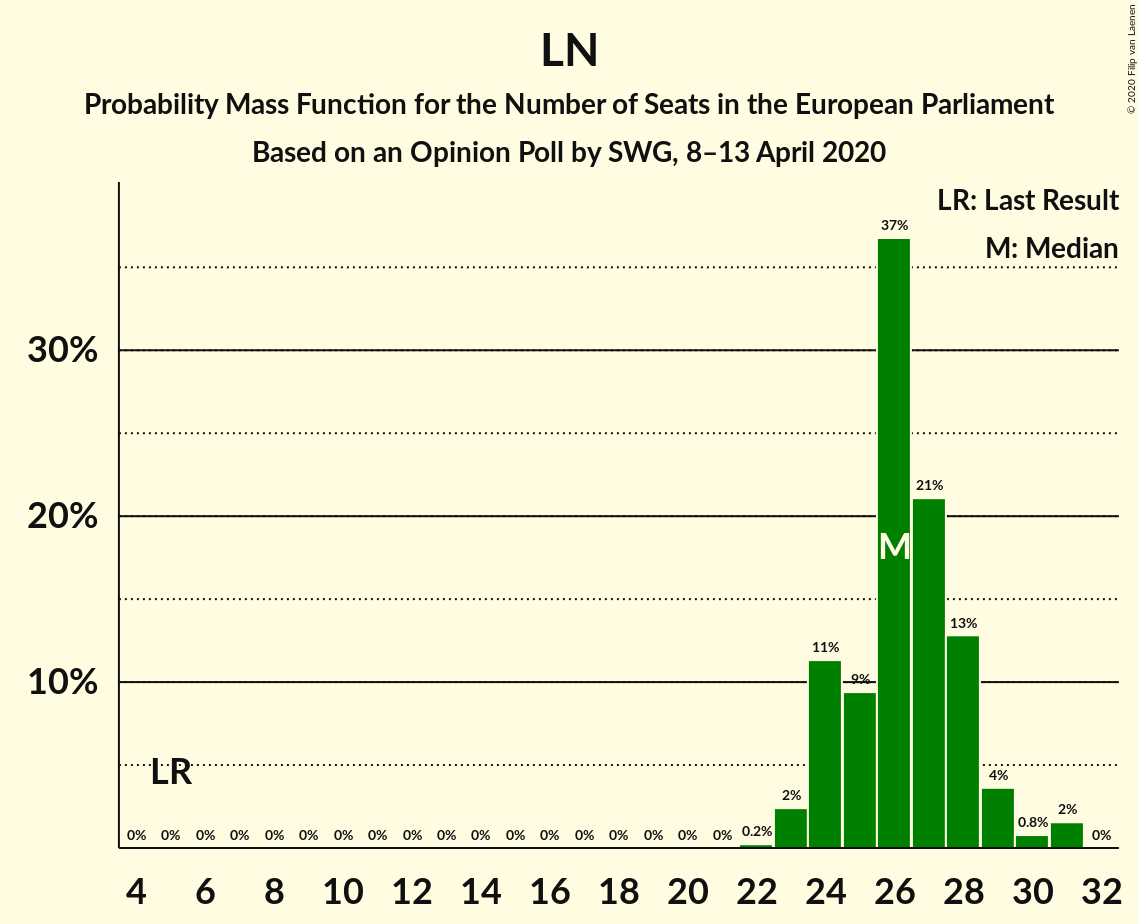 LN
Probability Mass Function for the Number of Seats in the European Parliament
Based on an Opinion Poll by SWG, 8–13 April 2020
© 2020 Filip van Laenen
LR: Last Result
M: Median
37%
30%
21%
20%
M
13%
11%
9%
10%
LR
4%
2%
2%
0% 0% 0% 0% 0% 0% 0% 0% 0% 0% 0% 0% 0% 0% 0% 0% 0% 0% 0.2% 0.8% 0%
4 6 8 10 12 14 16 18 20 22 24 26 28 30 32